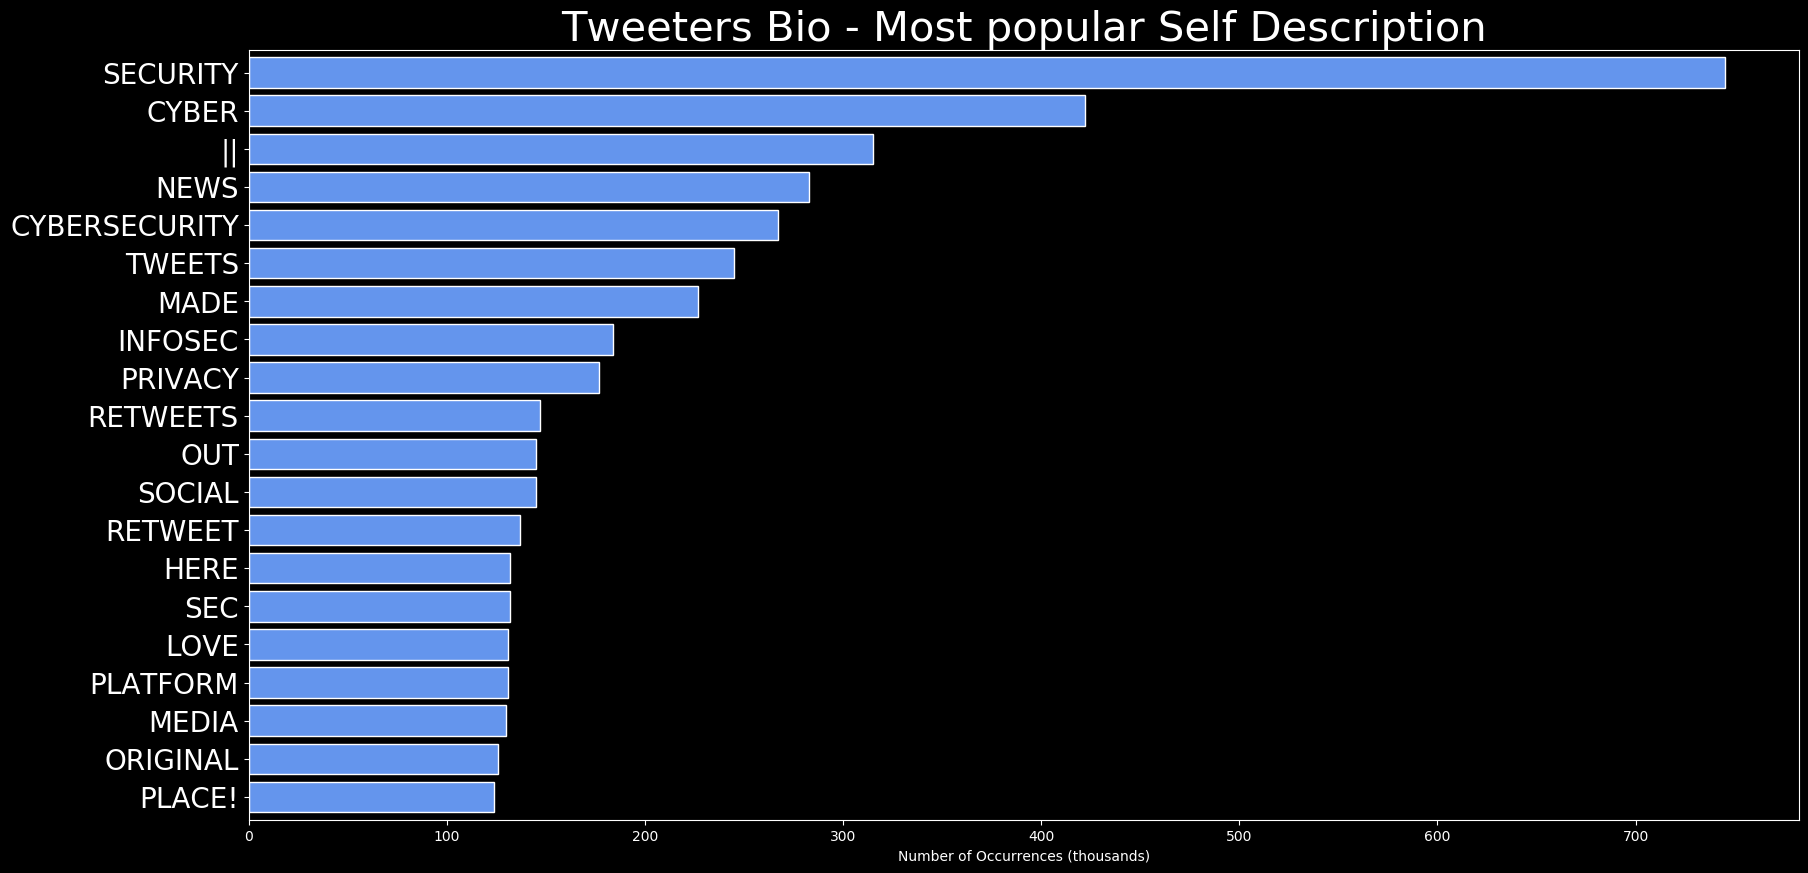 Tweeters Bio - Most popular Self Description
SECURITY
CYBER
||
NEWS
CYBERSECURITY
TWEETS
MADE
INFOSEC
PRIVACY
RETWEETS
OUT
SOCIAL
RETWEET
HERE
SEC
LOVE
PLATFORM
MEDIA
ORIGINAL
PLACE!
0 100 200 300 400 500 600 700
Number of Occurrences (thousands)